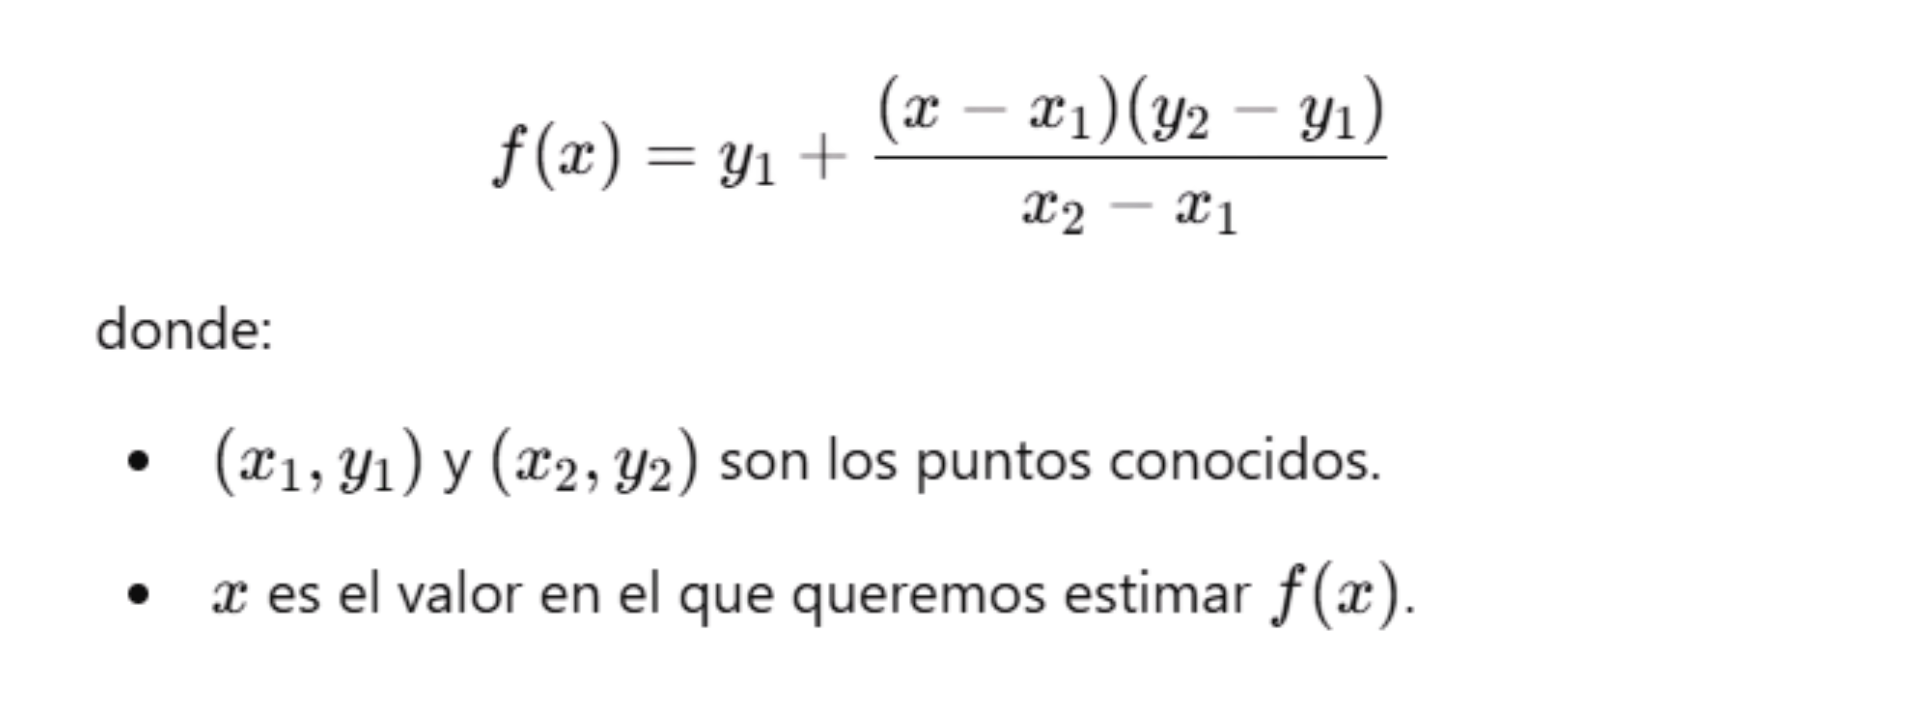 f(x) = y₁ + (x − x₁)(y₂ − y₁) / x₂ − x₁
donde:
• (x₁, y₁) y (x₂, y₂) son los puntos conocidos.
• x es el valor en el que queremos estimar f(x).